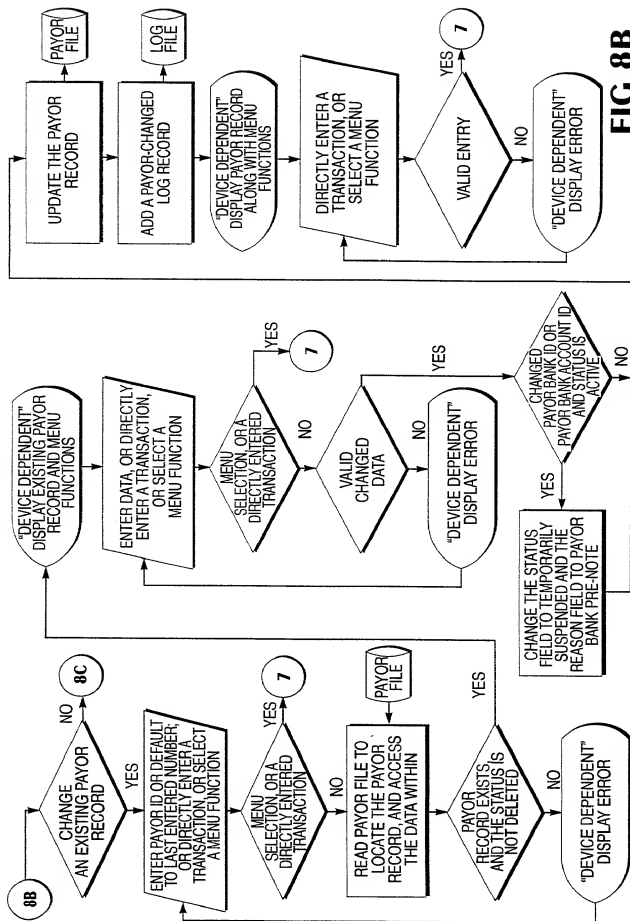 8B
CHANGE
AN EXISTING PAYOR
RECORD
NO
8C
YES
ENTER PAYOR ID OR DEFAULT
TO LAST ENTERED NUMBER;
OR DIRECTLY ENTER A
TRANSACTION, OR SELECT
A MENU FUNCTION
MENU
SELECTION, OR A
DIRECTLY ENTERED
TRANSACTION
YES
7
NO
READ PAYOR FILE TO
LOCATE THE PAYOR
RECORD, AND ACCESS
THE DATA WITHIN
PAYOR
FILE
PAYOR
RECORD EXISTS,
AND THE STATUS IS
NOT DELETED
YES
NO
"DEVICE DEPENDENT"
DISPLAY ERROR
"DEVICE DEPENDENT"
DISPLAY EXISTING PAYOR
RECORD AND MENU
FUNCTIONS
ENTER DATA, OR DIRECTLY
ENTER A TRANSACTION,
OR SELECT A
MENU FUNCTION
MENU
SELECTION, OR A
DIRECTLY ENTERED
TRANSACTION
YES
7
NO
VALID
CHANGED
DATA
YES
NO
"DEVICE DEPENDENT"
DISPLAY ERROR
CHANGED
PAYOR BANK ID OR
PAYOR BANK ACCOUNT ID
AND STATUS IS
ACTIVE
YES
NO
CHANGE THE STATUS
FIELD TO TEMPORARILY
SUSPENDED AND THE
REASON FIELD TO PAYOR
BANK PRE-NOTE
UPDATE THE PAYOR
RECORD
PAYOR
FILE
ADD A PAYOR-CHANGED
LOG RECORD
LOG
FILE
"DEVICE DEPENDENT"
DISPLAY PAYOR RECORD
ALONG WITH MENU
FUNCTIONS
DIRECTLY ENTER A
TRANSACTION, OR
SELECT A MENU
FUNCTION
VALID ENTRY
YES
7
NO
"DEVICE DEPENDENT"
DISPLAY ERROR
FIG 8B